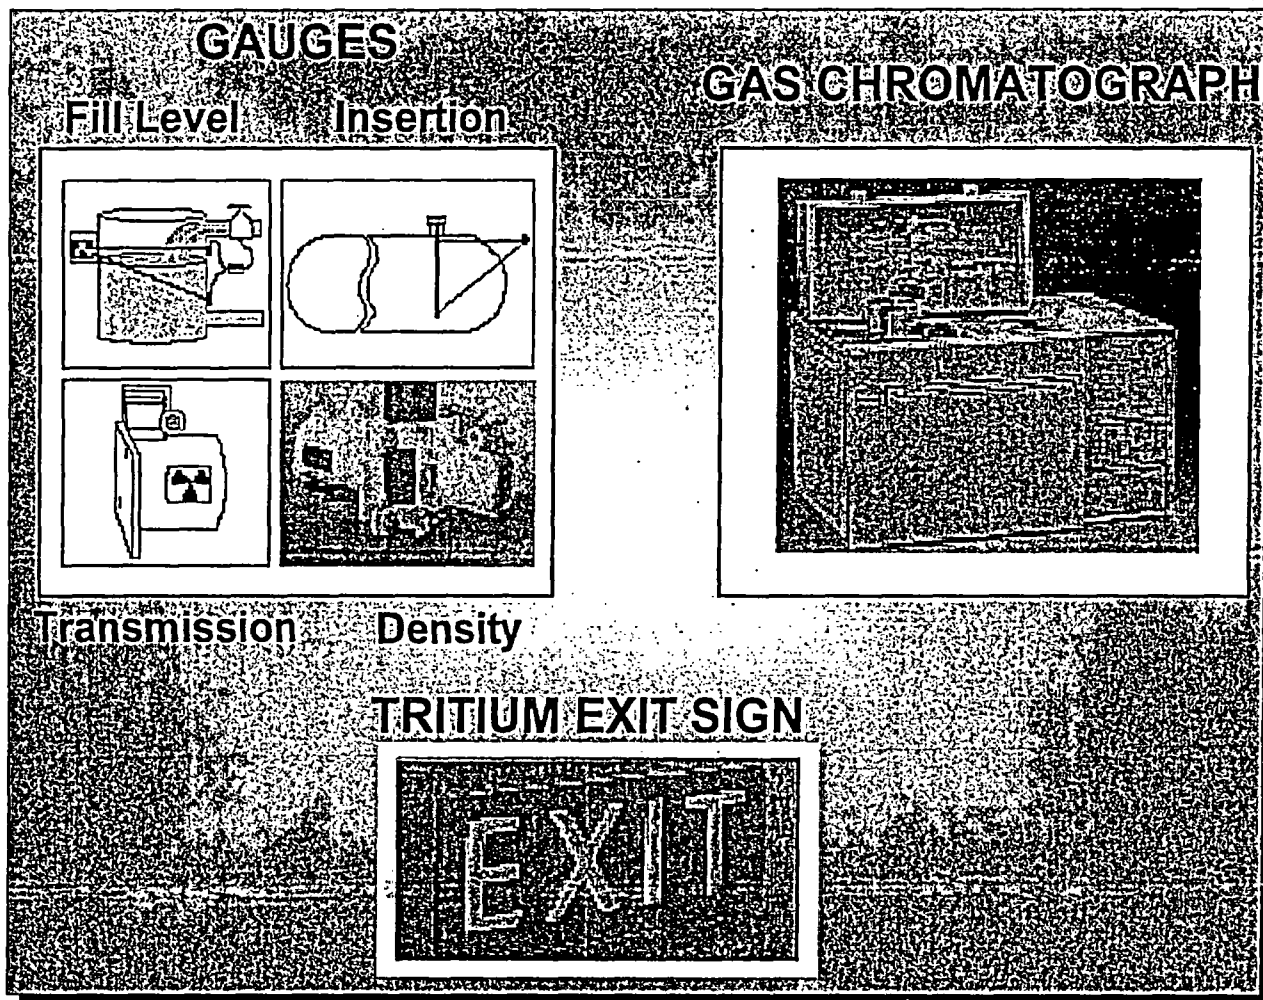 GAUGES
Fill Level
Insertion
Transmission
Density
GAS CHROMATOGRAPH
TRITIUM EXIT SIGN
EXIT